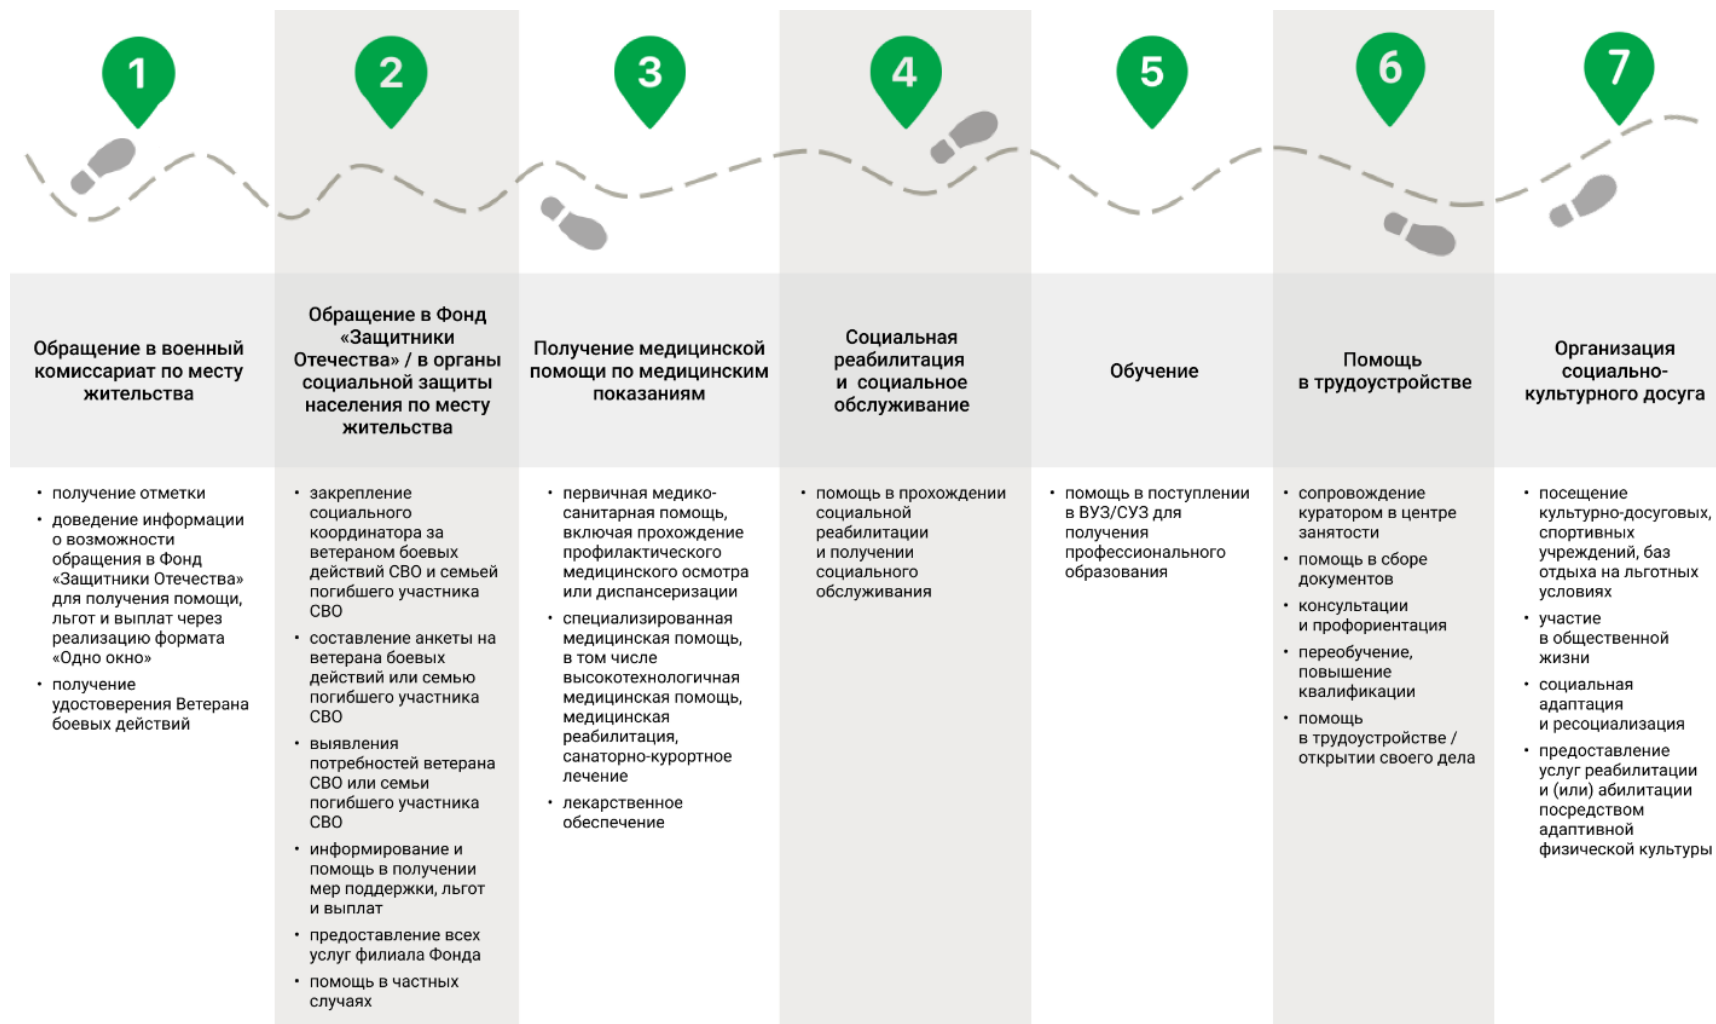 1
2
3
4
5
6
7
Обращение в военный
комиссариат по месту
жительства
Обращение в Фонд
«Защитники
Отечества» / в органы
социальной защиты
населения по месту
жительства
Получение медицинской
помощи по медицинским
показаниям
Социальная
реабилитация
и социальное
обслуживание
Обучение
Помощь
в трудоустройстве
Организация
социально-
культурного досуга
• получение отметки
• доведение информации
о возможности
обращения в Фонд
«Защитники Отечества»
для получения помощи,
льгот и выплат через
реализацию формата
«Одно окно»
• получение
удостоверения Ветерана
боевых действий
• закрепление
социального
координатора за
ветераном боевых
действий СВО и семьей
погибшего участника
СВО
• составление анкеты на
ветерана боевых
действий или семью
погибшего участника
СВО
• выявления
потребностей ветерана
СВО или семьи
погибшего участника
СВО
• информирование и
помощь в получении
мер поддержки, льгот
и выплат
• предоставление всех
услуг филиала Фонда
• помощь в частных
случаях
• первичная медико-
санитарная помощь,
включая прохождение
профилактического
медицинского осмотра
или диспансеризации
• специализированная
медицинская помощь,
в том числе
высокотехнологичная
медицинская помощь,
медицинская
реабилитация,
санаторно-курортное
лечение
• лекарственное
обеспечение
• помощь в прохождении
социальной
реабилитации
и получении
социального
обслуживания
• помощь в поступлении
в ВУЗ/СУЗ для
получения
профессионального
образования
• сопровождение
куратором в центре
занятости
• помощь в сборе
документов
• консультации
и профориентация
• переобучение,
повышение
квалификации
• помощь
в трудоустройстве /
открытии своего дела
• посещение
культурно-досуговых,
спортивных
учреждений, баз
отдыха на льготных
условиях
• участие
в общественной
жизни
• социальная
адаптация
и ресоциализация
• предоставление
услуг реабилитации
и (или) абилитации
посредством
адаптивной
физической культуры